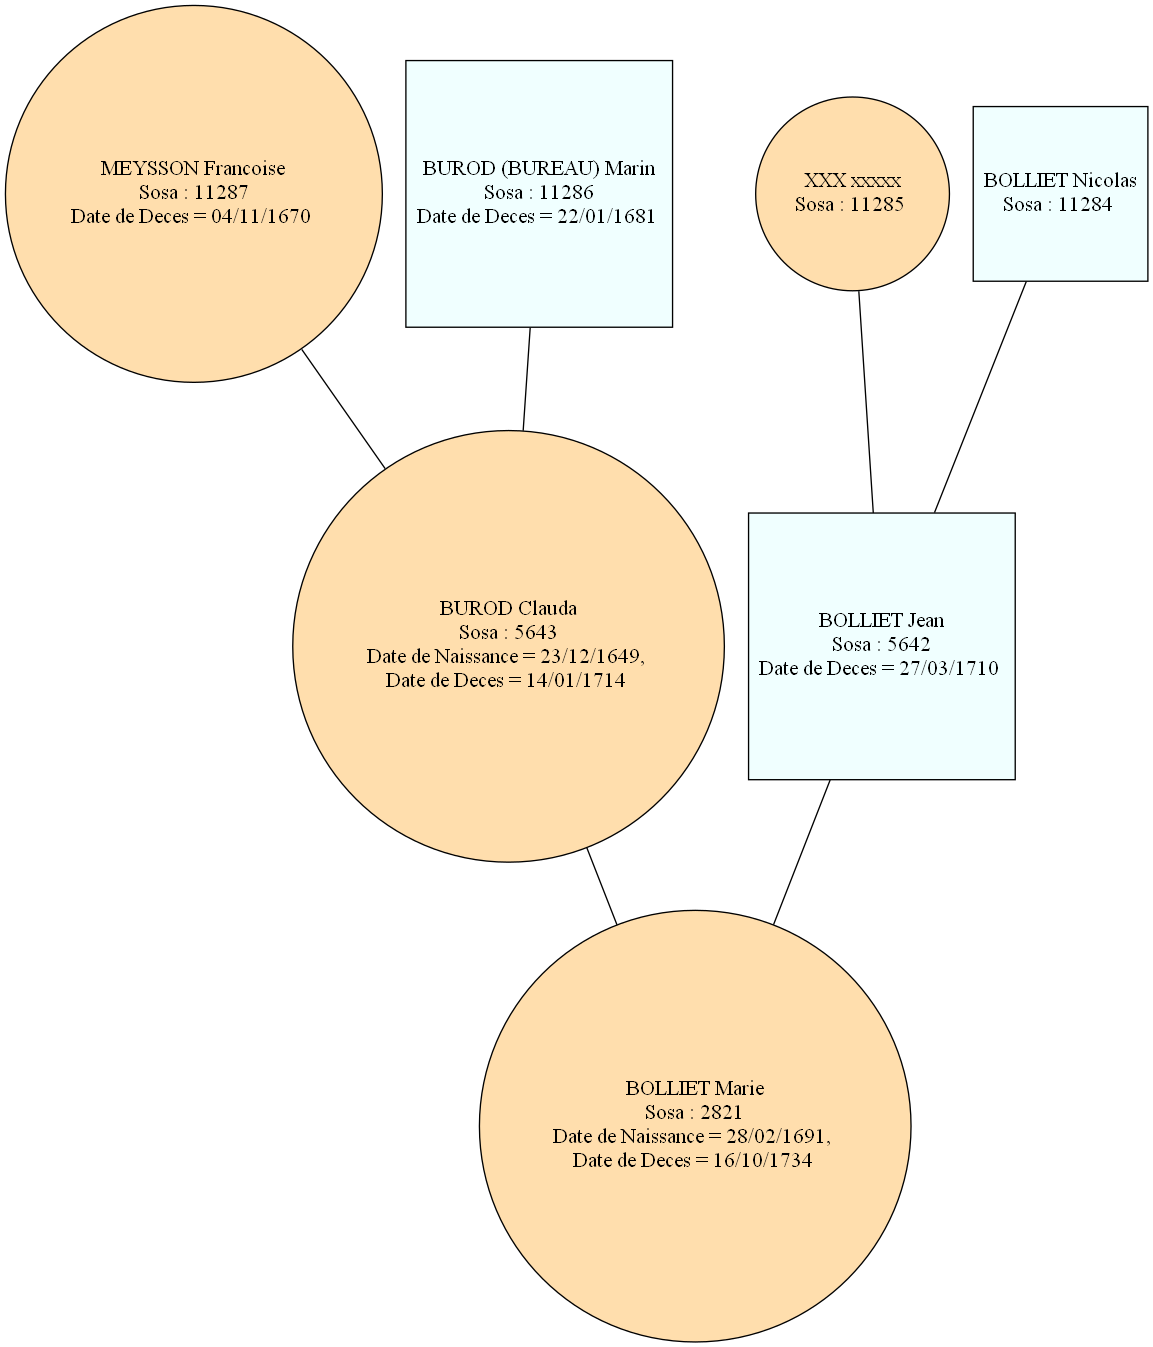 MEYSSON Francoise
Sosa : 11287
Date de Deces = 04/11/1670
BUROD (BUREAU) Marin
Sosa : 11286
Date de Deces = 22/01/1681
XXX xxxxx
Sosa : 11285
BOLLIET Nicolas
Sosa : 11284
BUROD Clauda
Sosa : 5643
Date de Naissance = 23/12/1649,
Date de Deces = 14/01/1714
BOLLIET Jean
Sosa : 5642
Date de Deces = 27/03/1710
BOLLIET Marie
Sosa : 2821
Date de Naissance = 28/02/1691,
Date de Deces = 16/10/1734